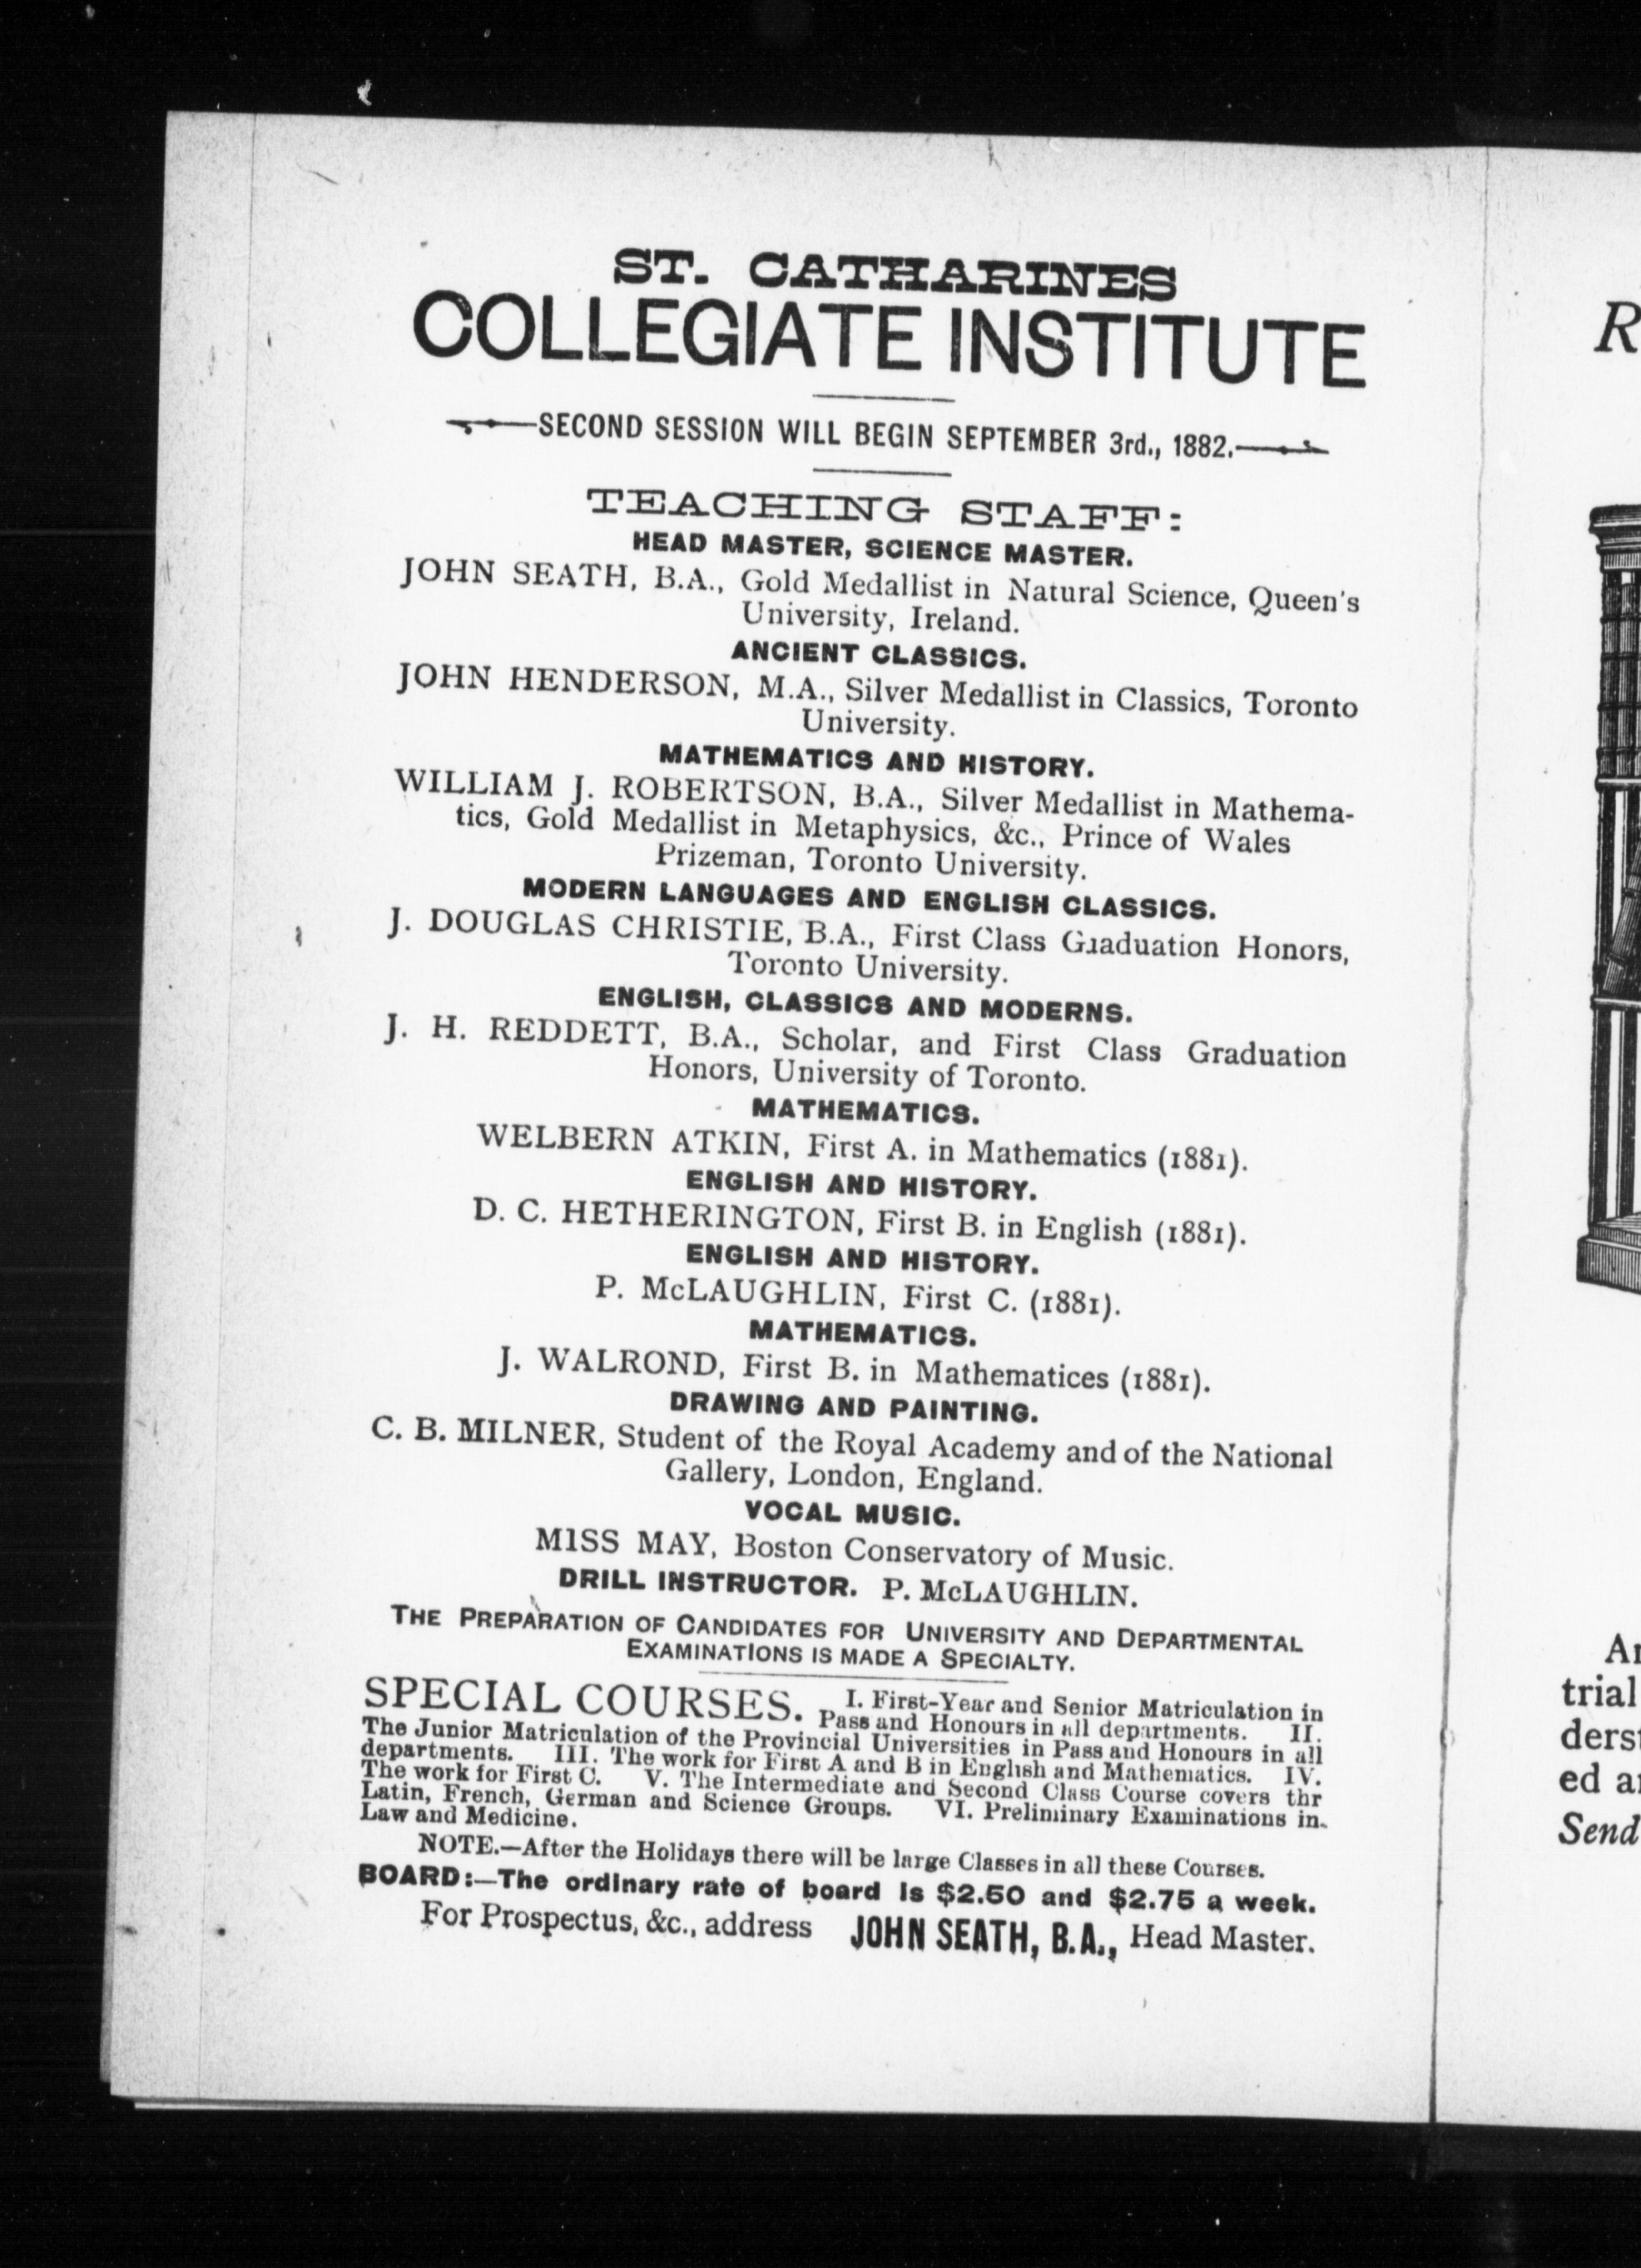 ST. CATHARINES
COLLEGIATE INSTITUTE
SECOND SESSION WILL BEGIN SEPTEMBER 3rd., 1882.
TEACHING STAFF:
HEAD MASTER, SCIENCE MASTER.
JOHN SEATH, B.A., Gold Medallist in Natural Science, Queen's
University, Ireland.
ANCIENT CLASSICS.
JOHN HENDERSON, M.A., Silver Medallist in Classics, Toronto
University.
MATHEMATICS AND HISTORY.
WILLIAM J. ROBERTSON, B.A., Silver Medallist in Mathema-
tics, Gold Medallist in Metaphysics, &c., Prince of Wales
Prizeman, Toronto University.
MODERN LANGUAGES AND ENGLISH CLASSICS.
J. DOUGLAS CHRISTIE, B.A., First Class Graduation Honors,
Toronto University.
ENGLISH, CLASSICS AND MODERNS.
J. H. REDDETT, B.A., Scholar, and First Class Graduation
Honors, University of Toronto.
MATHEMATICS.
WELBERN ATKIN, First A. in Mathematics (1881).
ENGLISH AND HISTORY.
D. C. HETHERINGTON, First B. in English (1881).
ENGLISH AND HISTORY.
P. McLAUGHLIN, First C. (1881).
MATHEMATICS.
J. WALROND, First B. in Mathematices (1881).
DRAWING AND PAINTING.
C. B. MILNER, Student of the Royal Academy and of the National
Gallery, London, England.
VOCAL MUSIC.
MISS MAY, Boston Conservatory of Music.
DRILL INSTRUCTOR. P. McLAUGHLIN.
THE PREPARATION OF CANDIDATES FOR UNIVERSITY AND DEPARTMENTAL
EXAMINATIONS IS MADE A SPECIALTY.
SPECIAL COURSES. I. First-Year and Senior Matriculation in
Pass and Honours in all departments. II.
The Junior Matriculation of the Provincial Universities in Pass and Honours in all
departments. III. The work for First A and B in English and Mathematics. IV.
The work for First C. V. The Intermediate and Second Class Course covers thr
Latin, French, German and Science Groups. VI. Preliminary Examinations in
Law and Medicine.
NOTE.—After the Holidays there will be large Classes in all these Courses.
BOARD:—The ordinary rate of board is $2.50 and $2.75 a week.
For Prospectus, &c., address JOHN SEATH, B.A., Head Master.
R
trial
derst
ed a
Send